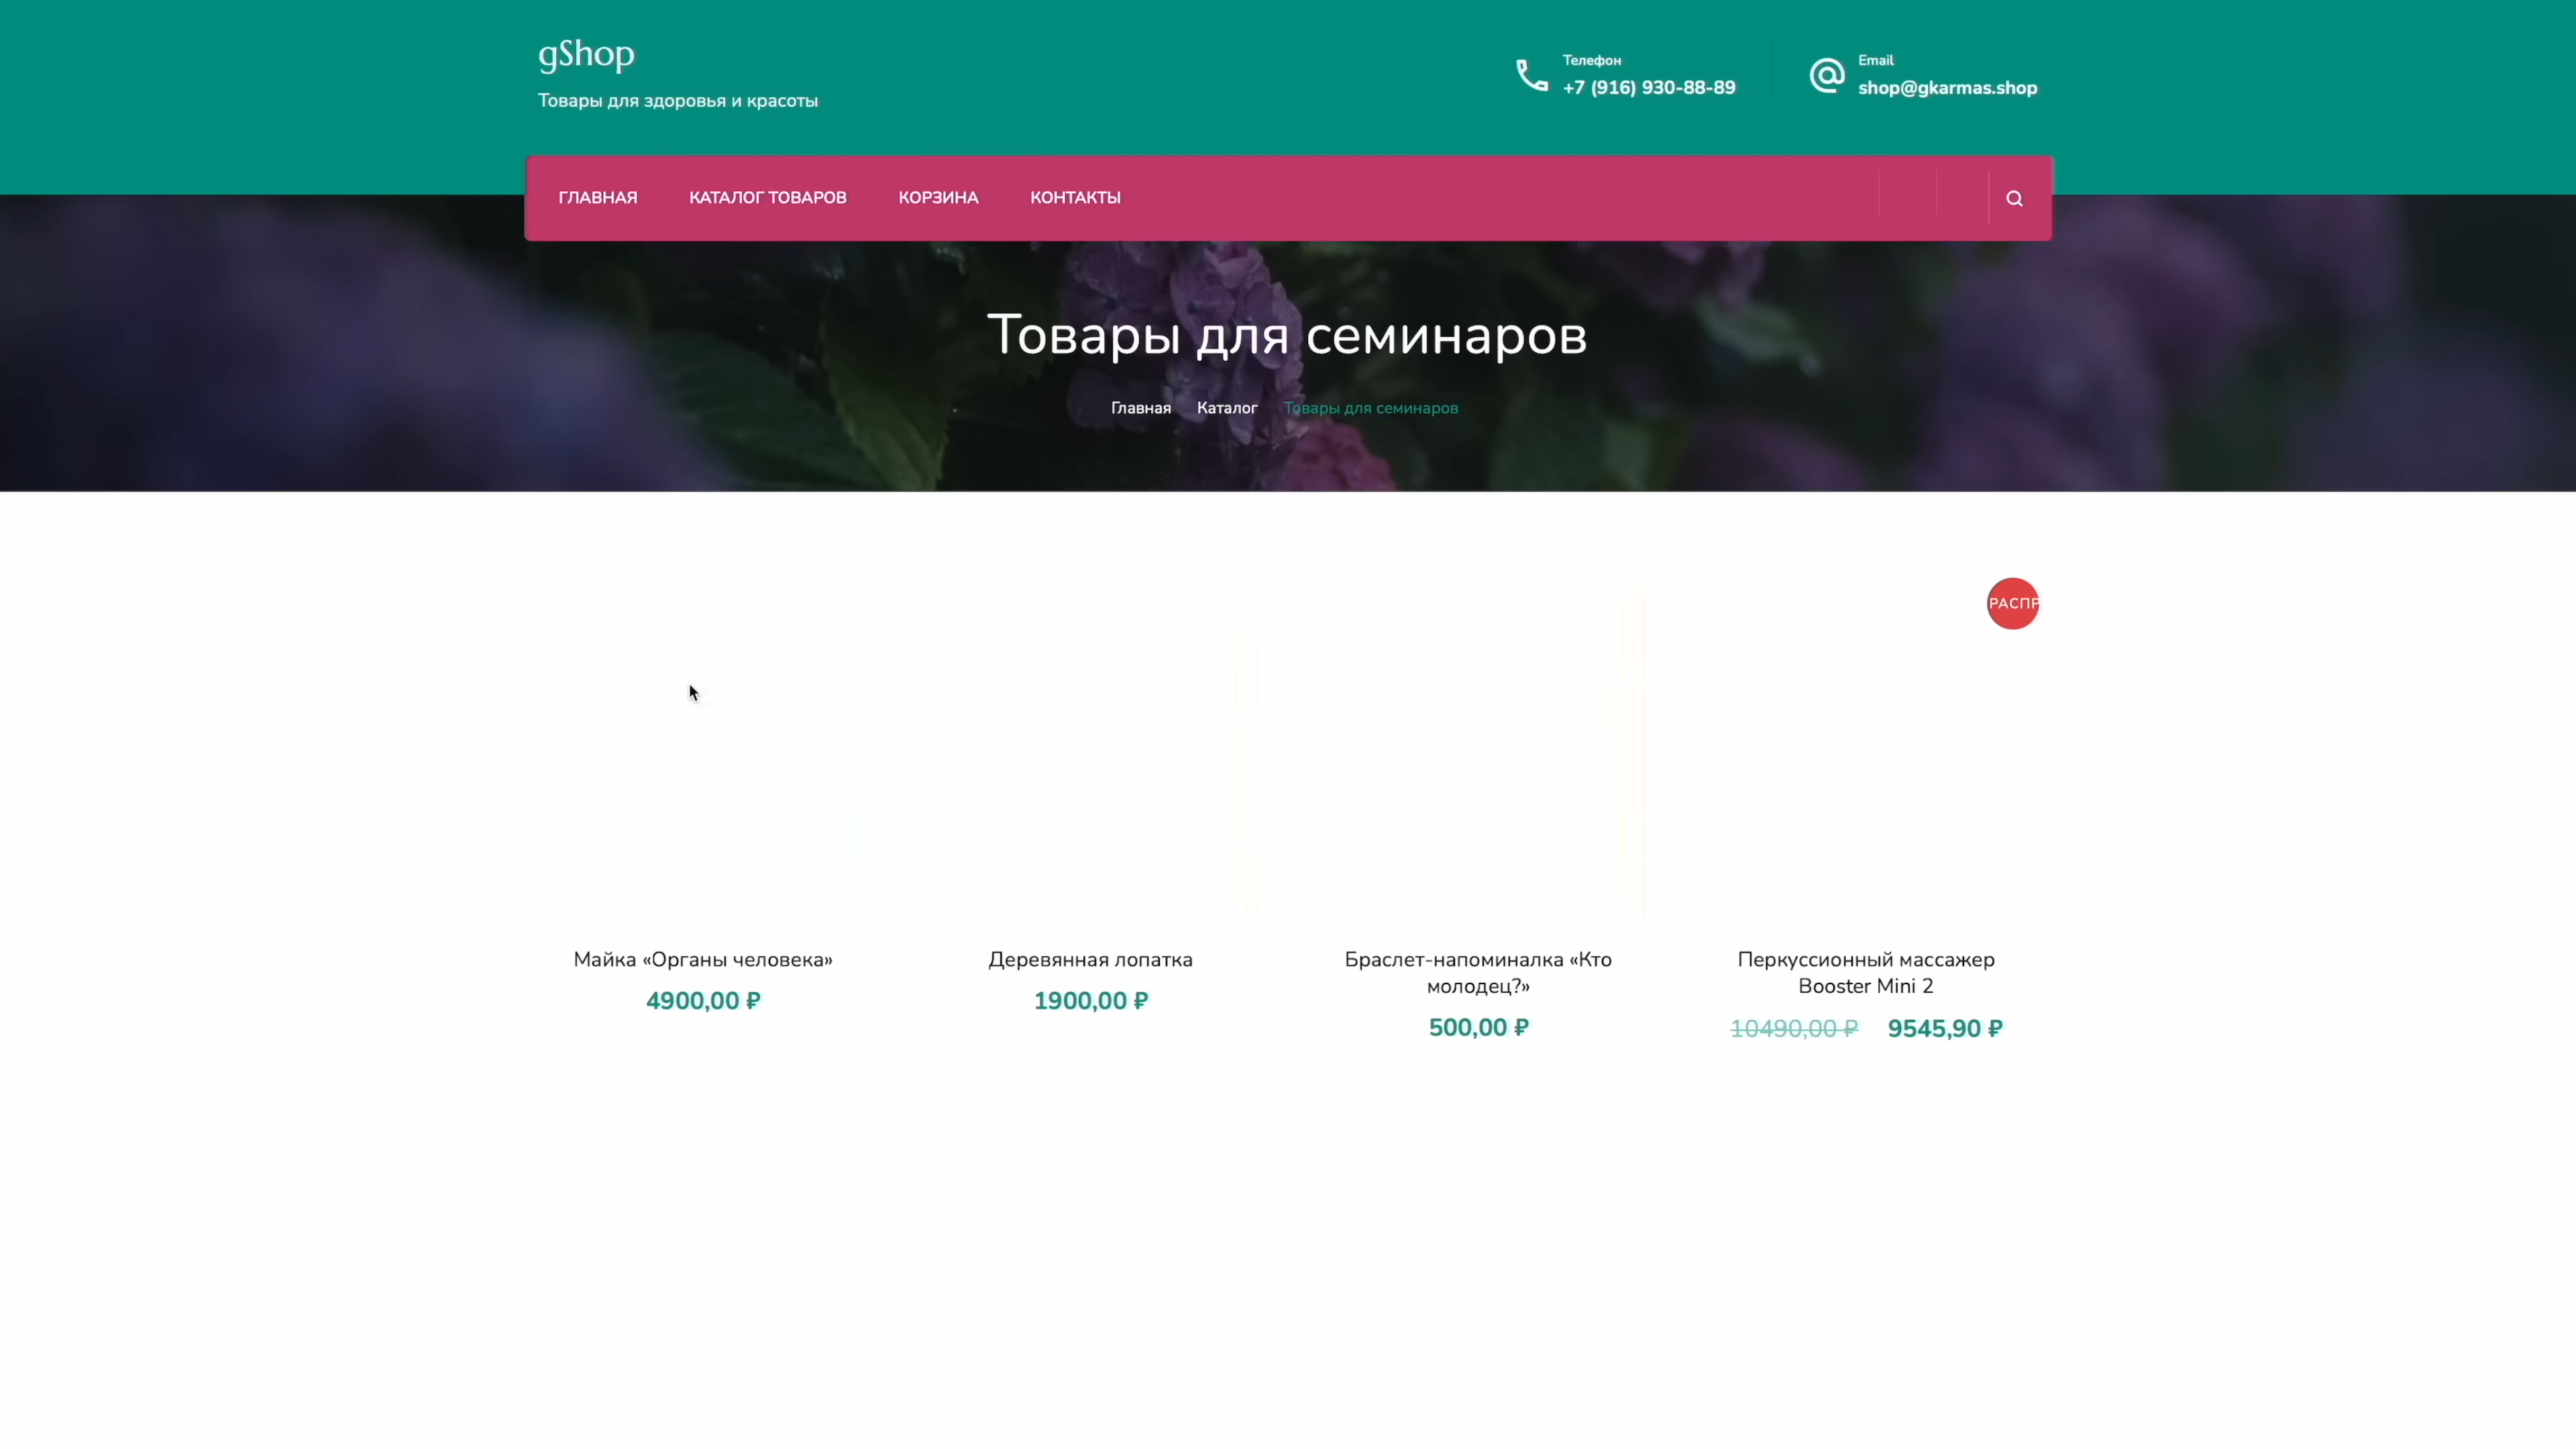 gShop
Товары для здоровья и красоты
Телефон
+7 (916) 930-88-89
Email
shop@gkarmas.shop
ГЛАВНАЯ
КАТАЛОГ ТОВАРОВ
КОРЗИНА
КОНТАКТЫ
Товары для семинаров
Главная
Каталог
Товары для семинаров
РАСПР
Майка «Органы человека»
4900,00 ₽
Деревянная лопатка
1900,00 ₽
Браслет-напоминалка «Кто
молодец?»
500,00 ₽
Перкуссионный массажер
Booster Mini 2
10490,00 ₽ 9545,90 ₽